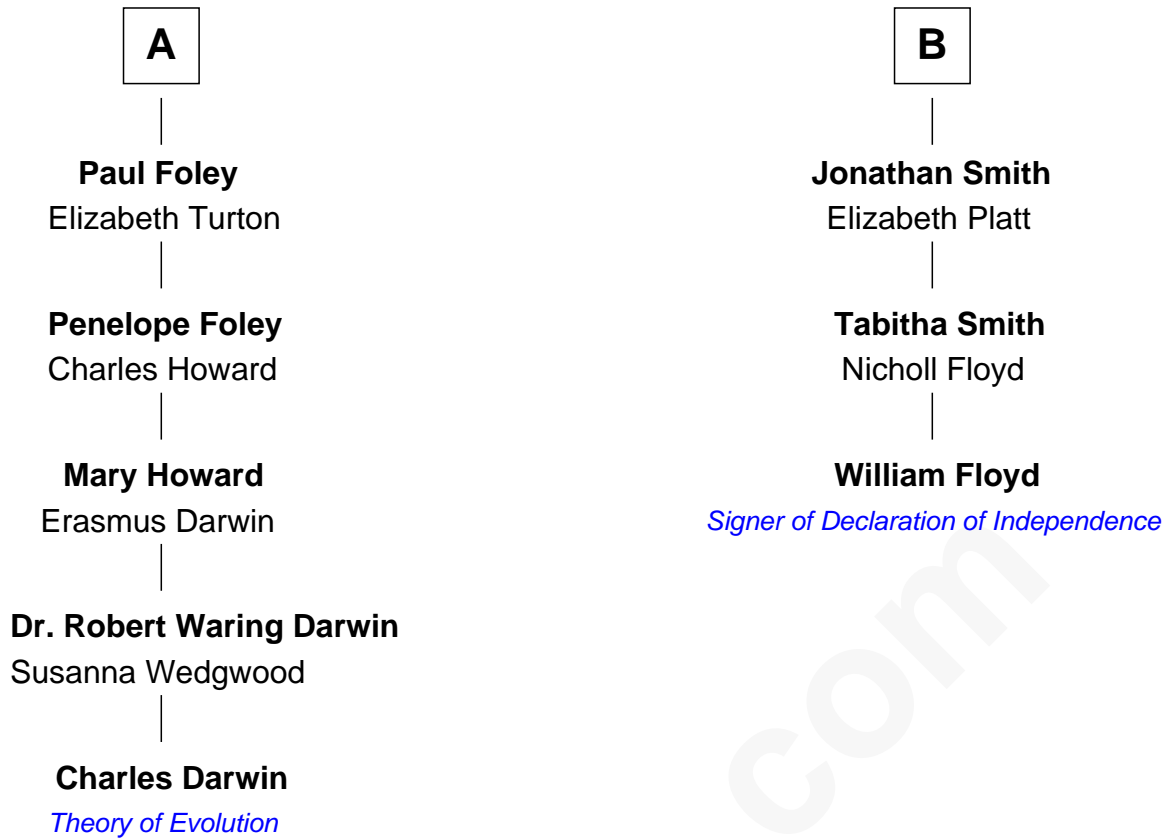 A
Paul Foley
Elizabeth Turton
Penelope Foley
Charles Howard
Mary Howard
Erasmus Darwin
Dr. Robert Waring Darwin
Susanna Wedgwood
Charles Darwin
Theory of Evolution
B
Jonathan Smith
Elizabeth Platt
Tabitha Smith
Nicholl Floyd
William Floyd
Signer of Declaration of Independence
com